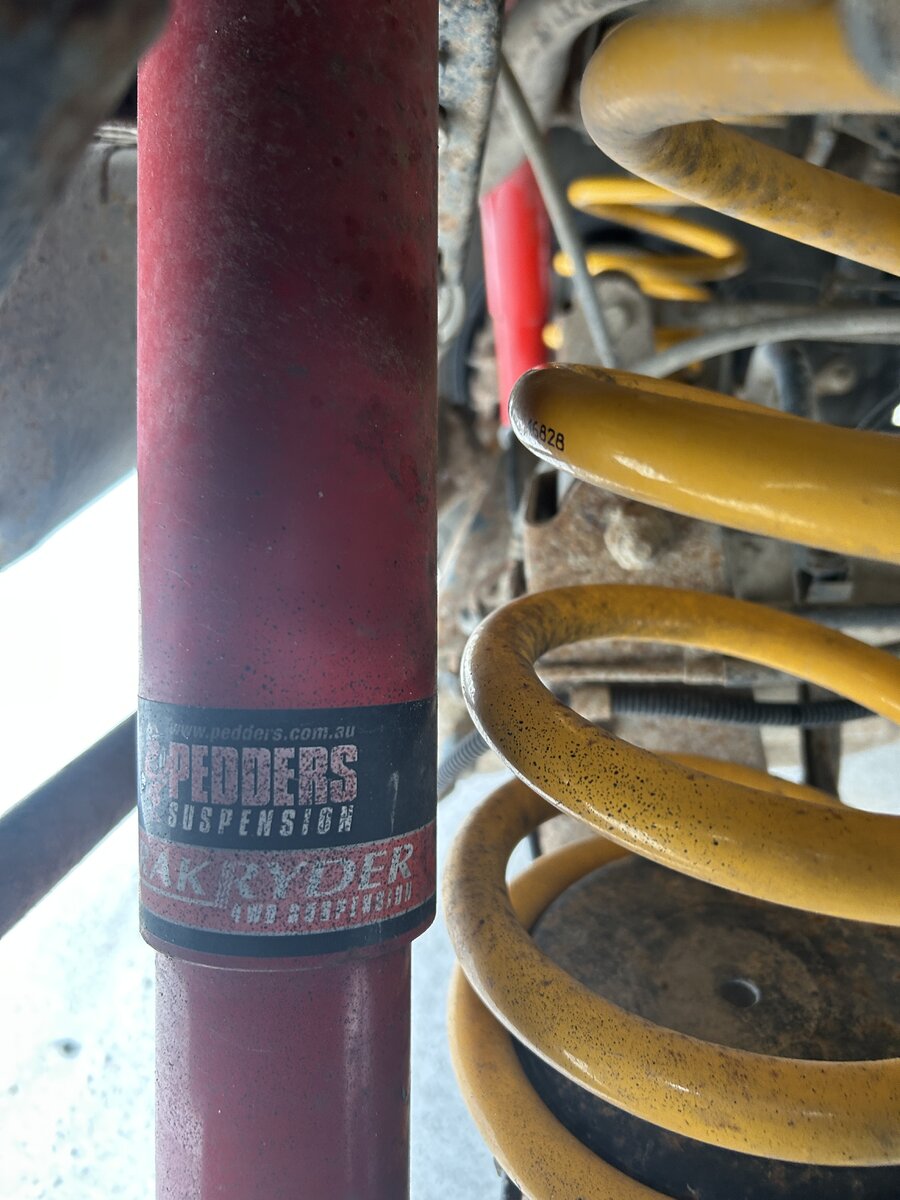 www.pedders.com.au
PEDDERS
SUSPENSION
AKRYDER
4WD SUSPENSION
6828